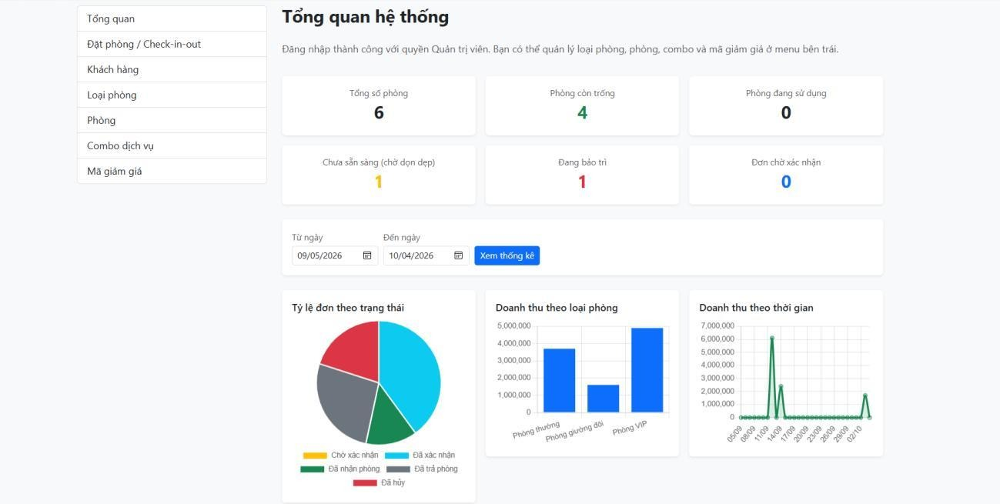 Tổng quan
Đặt phòng / Check-in-out
Khách hàng
Loại phòng
Phòng
Combo dịch vụ
Mã giảm giá
Tổng quan hệ thống
Đăng nhập thành công với quyền Quản trị viên. Bạn có thể quản lý loại phòng, phòng, combo và mã giảm giá ở menu bên trái.
Tổng số phòng
6
Phòng còn trống
4
Phòng đang sử dụng
0
Chưa sẵn sàng (chờ dọn dẹp)
1
Đang bảo trì
1
Đơn chờ xác nhận
0
Từ ngày
09/05/2026
Đến ngày
10/04/2026
Xem thống kê
Tỷ lệ đơn theo trạng thái
Chờ xác nhận
Đã xác nhận
Đã nhận phòng
Đã trả phòng
Đã hủy
Doanh thu theo loại phòng
5,000,000
4,000,000
3,000,000
2,000,000
1,000,000
0
Phòng thường
Phòng giường đôi
Phòng VIP
Doanh thu theo thời gian
7,000,000
6,000,000
5,000,000
4,000,000
3,000,000
2,000,000
1,000,000
0
05/09
08/09
11/09
14/09
17/09
20/09
23/09
26/09
29/09
02/10